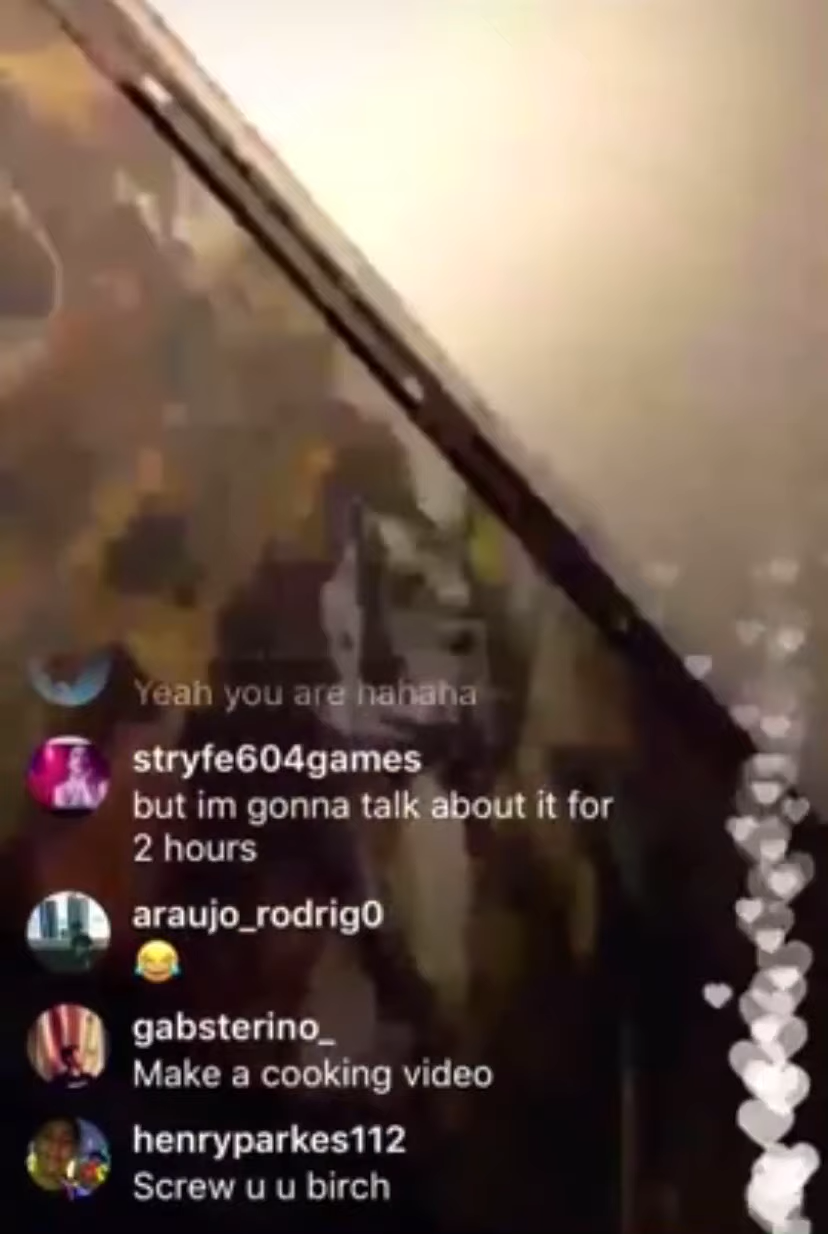 Yeah you are hahaha
stryfe604games
but im gonna talk about it for
2 hours
araujo_rodrig0
😂
gabsterino_
Make a cooking video
henryparkes112
Screw u u birch